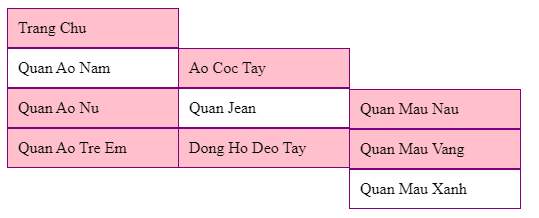 Trang Chu
Quan Ao Nam
Ao Coc Tay
Quan Ao Nu
Quan Jean
Quan Mau Nau
Quan Ao Tre Em
Dong Ho Deo Tay
Quan Mau Vang
Quan Mau Xanh